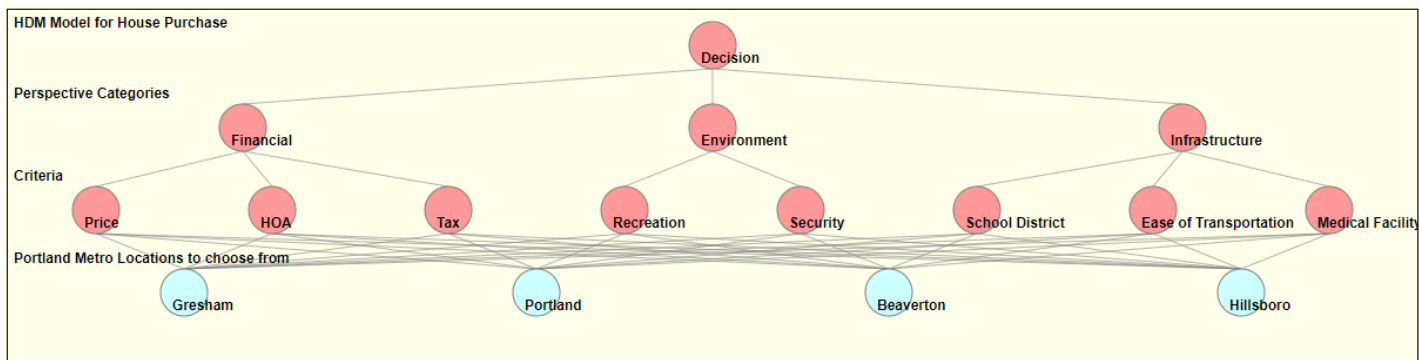 HDM Model for House Purchase
Decision
Perspective Categories
Financial
Environment
Infrastructure
Criteria
Price
HOA
Tax
Recreation
Security
School District
Ease of Transportation
Medical Facility
Portland Metro Locations to choose from
Gresham
Portland
Beaverton
Hillsboro